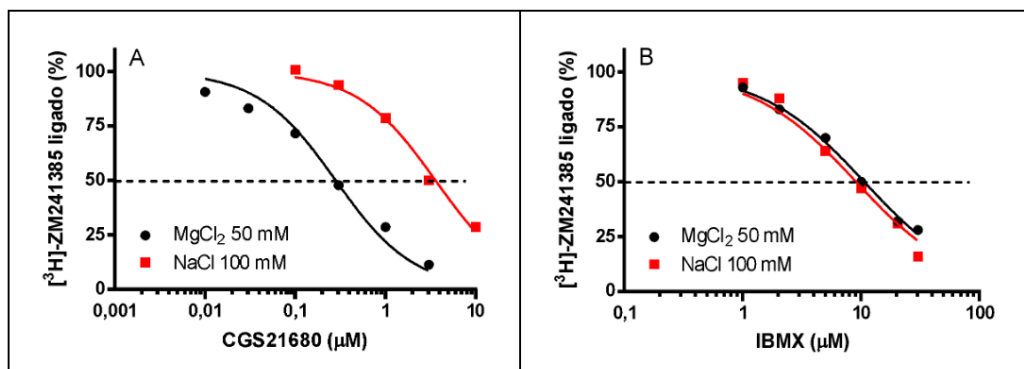 A
[³H]-ZM241385 ligado (%)
100
75
50
25
0
MgCl₂ 50 mM
NaCl 100 mM
0,001 0,01 0,1 1 10
CGS21680 (μM)
B
[³H]-ZM241385 ligado (%)
100
75
50
25
0
MgCl₂ 50 mM
NaCl 100 mM
0,1 1 10 100
IBMX (μM)